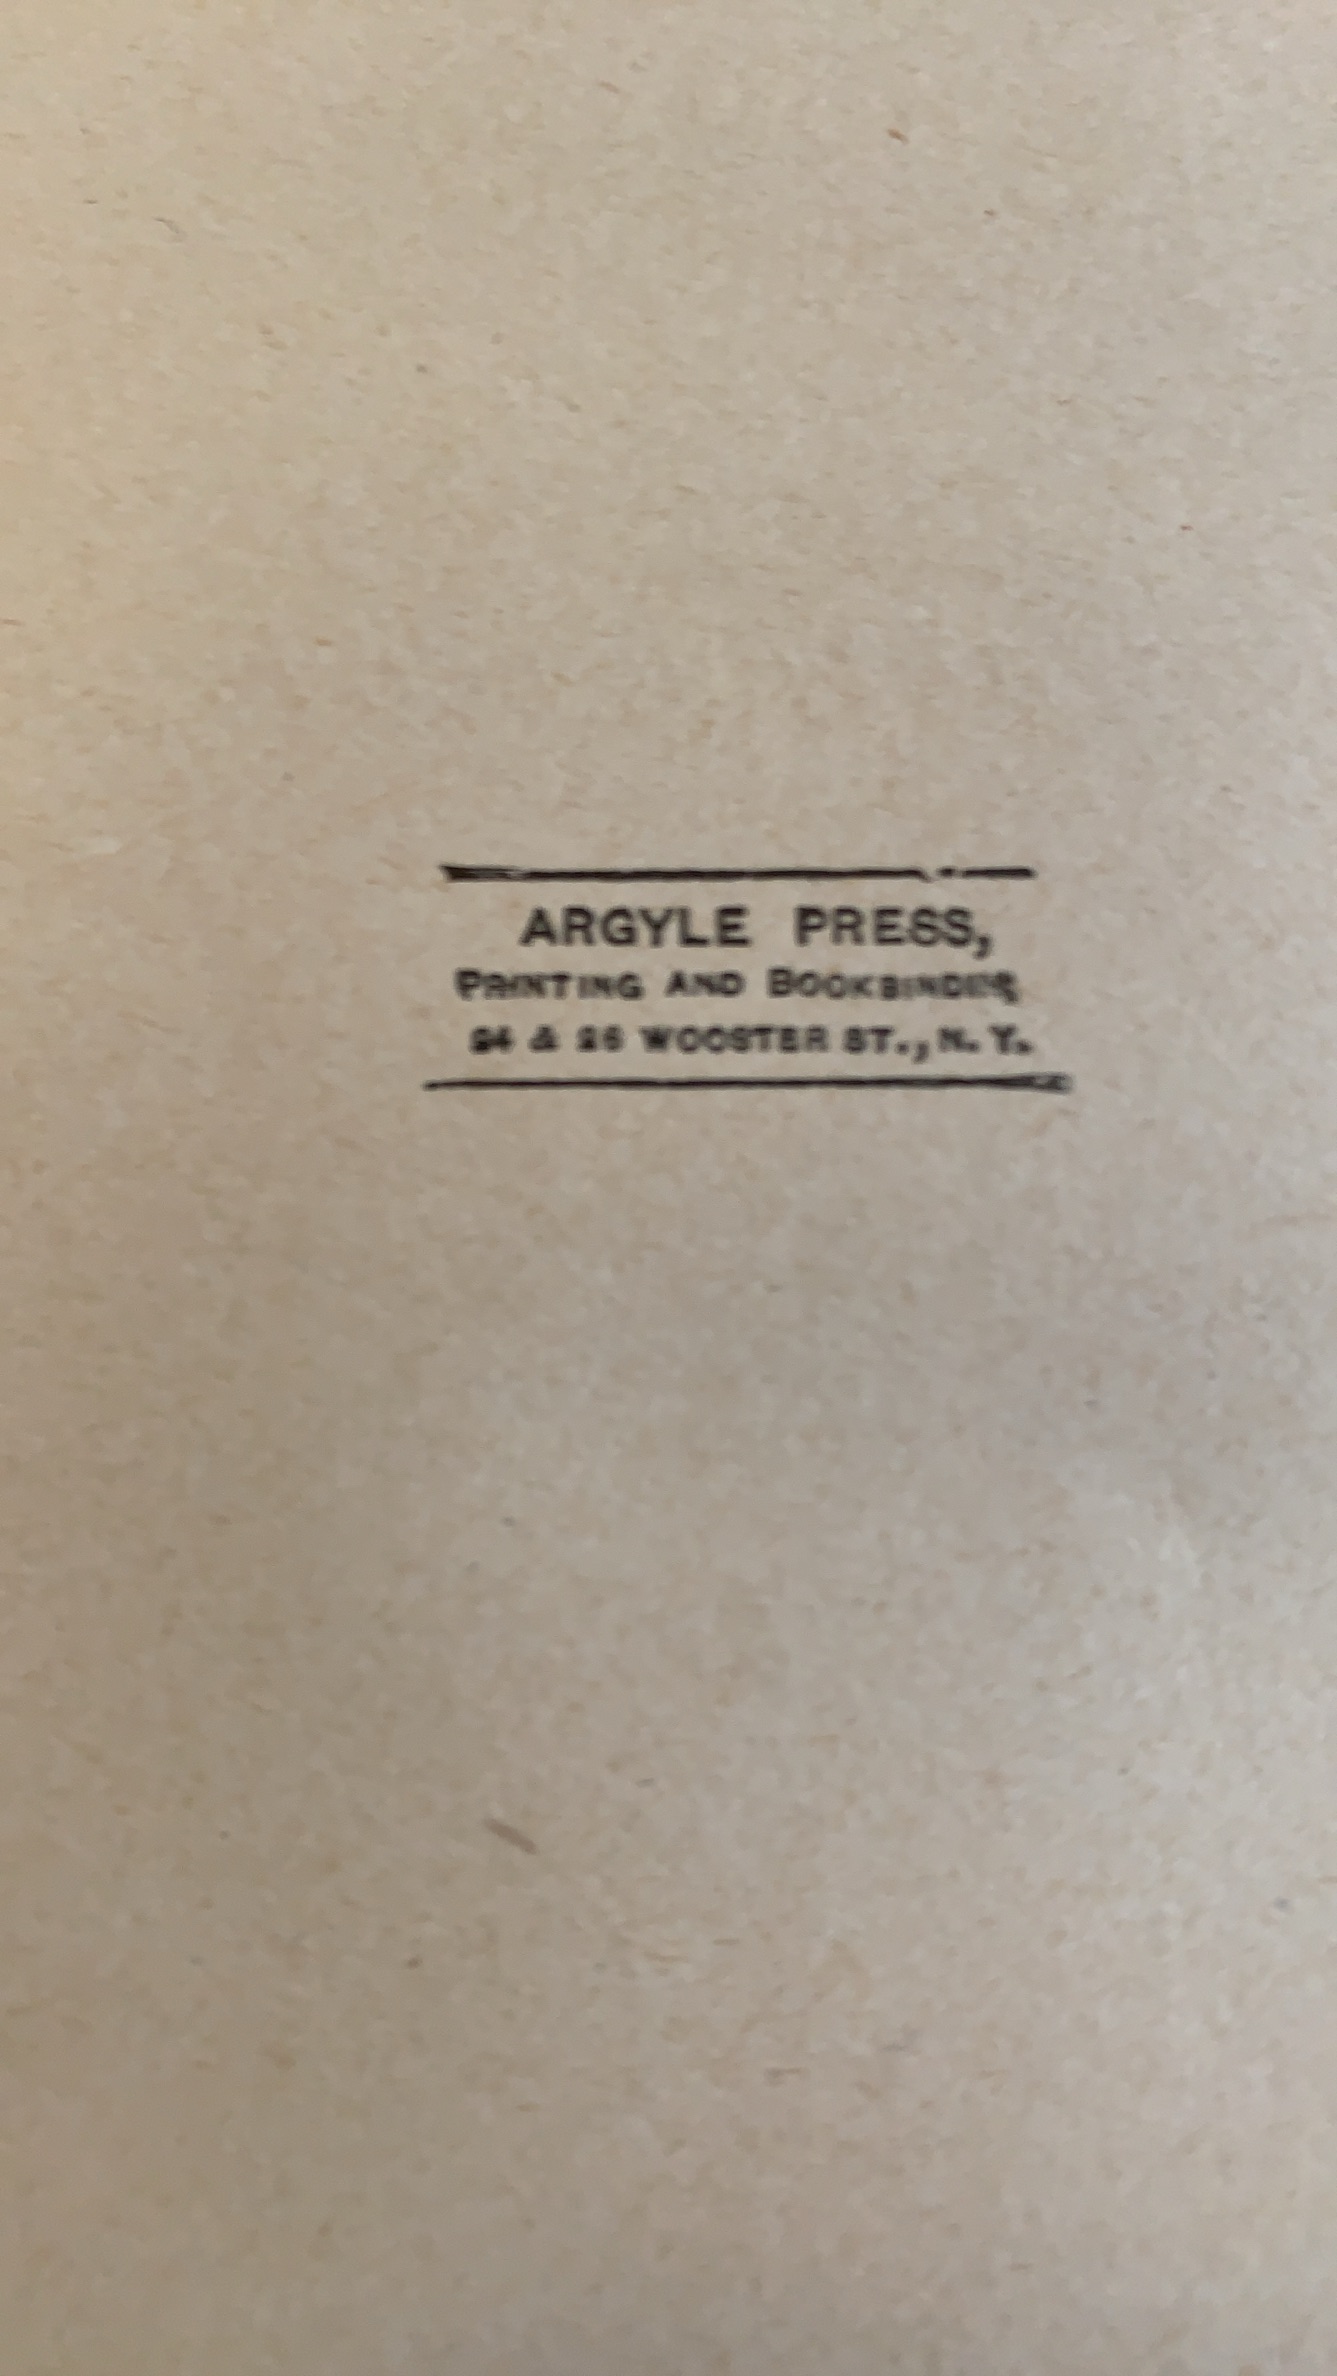 ARGYLE PRESS,
PRINTING AND BOOKBINDING
24 & 26 WOOSTER ST., N. Y.